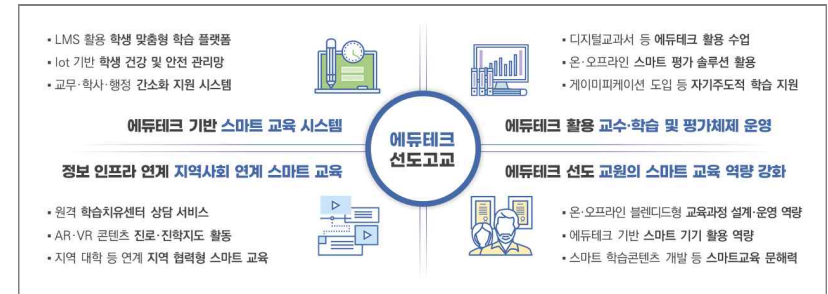 ▪ LMS 활용 학생 맞춤형 학습 플랫폼
▪ Iot 기반 학생 건강 및 안전 관리망
▪ 교무·학사·행정 간소화 지원 시스템
에듀테크 기반 스마트 교육 시스템
▪ 디지털교과서 등 에듀테크 활용 수업
▪ 온·오프라인 스마트 평가 솔루션 활용
▪ 게이미피케이션 도입 등 자기주도적 학습 지원
에듀테크 활용 교수·학습 및 평가체제 운영
에듀테크
선도고교
정보 인프라 연계 지역사회 연계 스마트 교육
▪ 원격 학습치유센터 상담 서비스
▪ AR·VR 콘텐츠 진로·진학지도 활동
▪ 지역 대학 등 연계 지역 협력형 스마트 교육
에듀테크 선도 교원의 스마트 교육 역량 강화
▪ 온·오프라인 블렌디드형 교육과정 설계·운영 역량
▪ 에듀테크 기반 스마트 기기 활용 역량
▪ 스마트 학습콘텐츠 개발 등 스마트교육 문해력